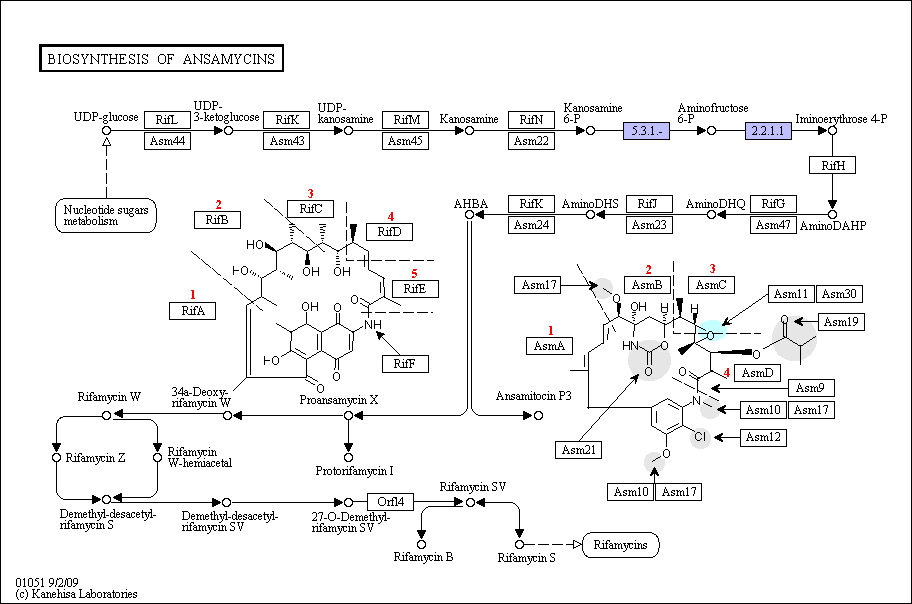 BIOSYNTHESIS OF ANSAMYCINS
UDP-glucose
RifL
Asm44
UDP-
3-ketoglucose
RifK
Asm43
UDP-
kanosamine
RifM
Asm45
Kanosamine
RifN
Asm22
Kanosamine
6-P
5.3.1.-
Aminofructose
6-P
2.2.1.1
Iminoerythrose 4-P
RifH
Nucleotide sugars
metabolism
AHBA
RifK
Asm24
AminoDHS
RifJ
Asm23
AminoDHQ
RifG
Asm47
AminoDAHP
1
RifA
2
RifB
3
RifC
4
RifD
5
RifE
RifF
HO
OH
OH
HO
OH
O
O
O
NH
O
HO
O
Asm17
1
AsmA
2
AsmB
3
AsmC
4
AsmD
Asm11
Asm30
Asm19
Asm9
Asm10
Asm17
Asm12
Asm21
Asm10
Asm17
O
OH
H
H
HN
O
O
O
O
O
O
N
Cl
O
Rifamycin W
34a-Deoxy-
rifamycin W
Proansamycin X
Ansamitocin P3
Rifamycin Z
Rifamycin
W-hemiacetal
Protorifamycin I
Demethyl-desacetyl-
rifamycin S
Demethyl-desacetyl-
rifamycin SV
27-O-Demethyl-
rifamycin SV
Orf14
Rifamycin SV
Rifamycin B
Rifamycin S
Rifamycins
01051 9/2/09
(c) Kanehisa Laboratories